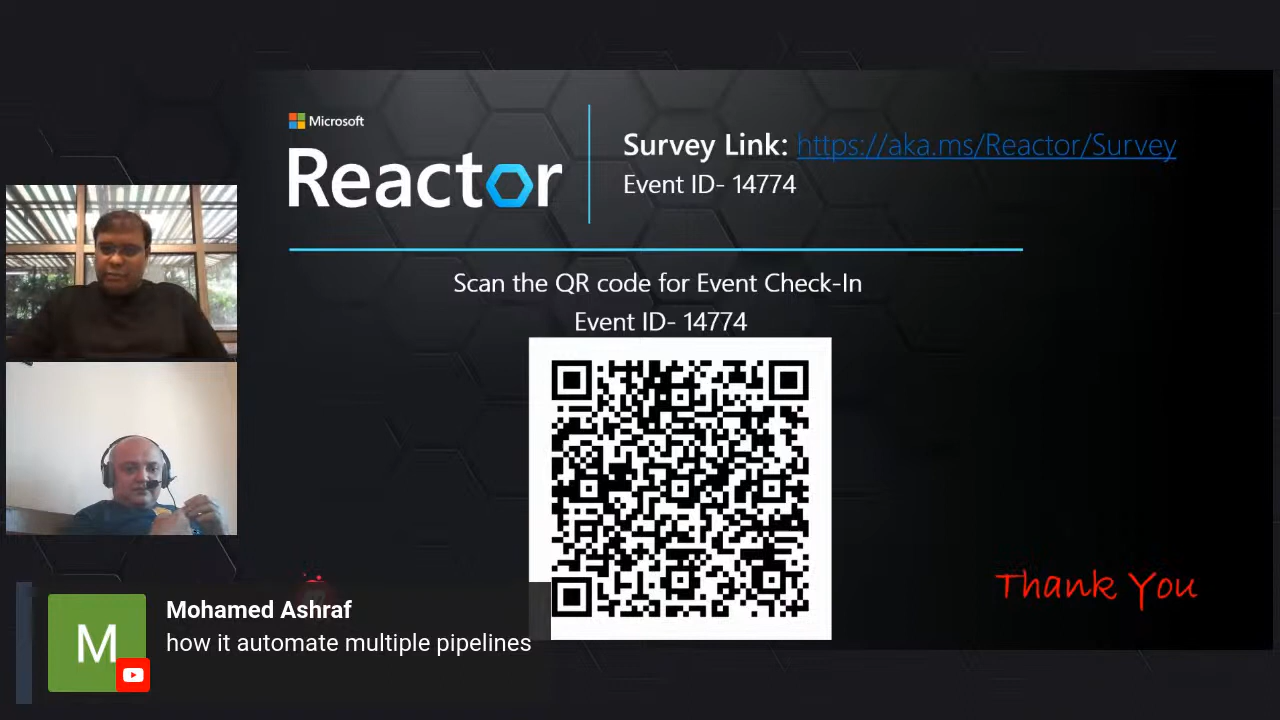 Microsoft
Reactor
Survey Link: https://aka.ms/Reactor/Survey
Event ID- 14774
Scan the QR code for Event Check-In
Event ID- 14774
Thank You
M
Mohamed Ashraf
how it automate multiple pipelines